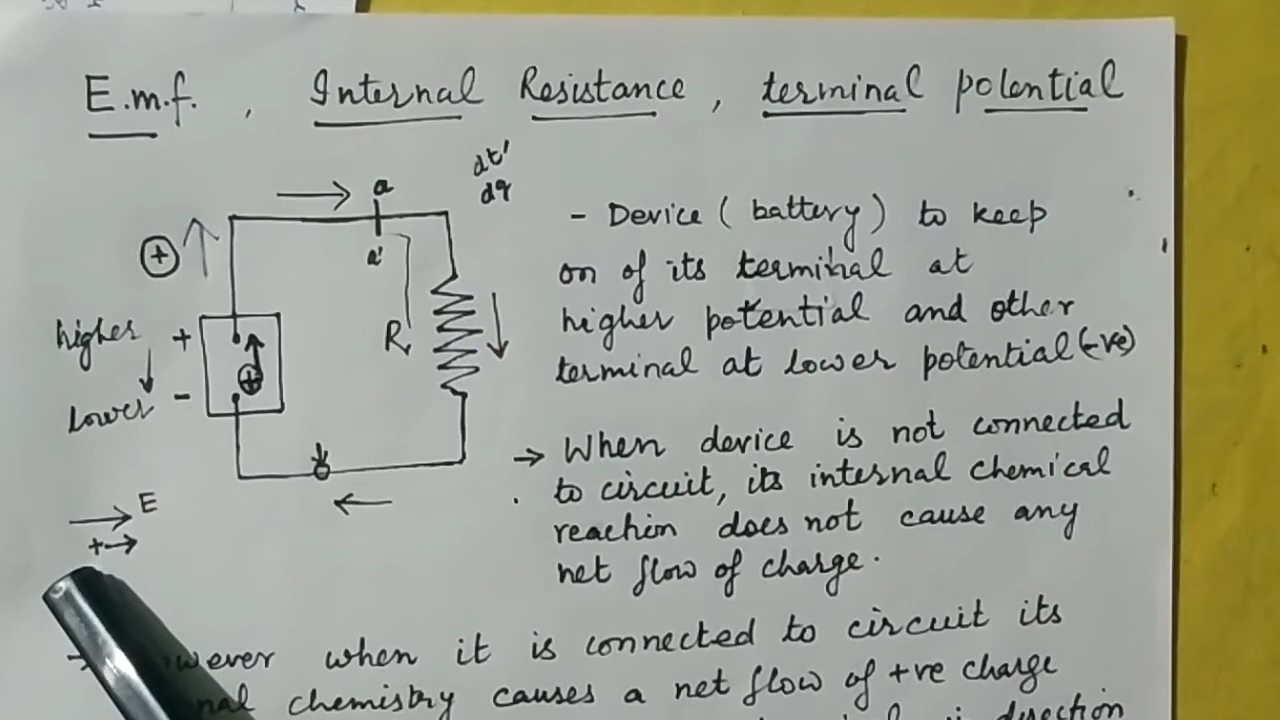 E.m.f. , Internal Resistance , terminal potential
dt'
dq
a
a'
+
higher
+
R
Lower
-
+
E
+→
- Device ( battery ) to keep
on of its terminal at
higher potential and other
terminal at lower potential (-ve)
→ When device is not connected
to circuit, its internal chemical
reaction does not cause any
net flow of charge.
wever when it is connected to circuit its
nal chemistry causes a net flow of +ve charge
direction